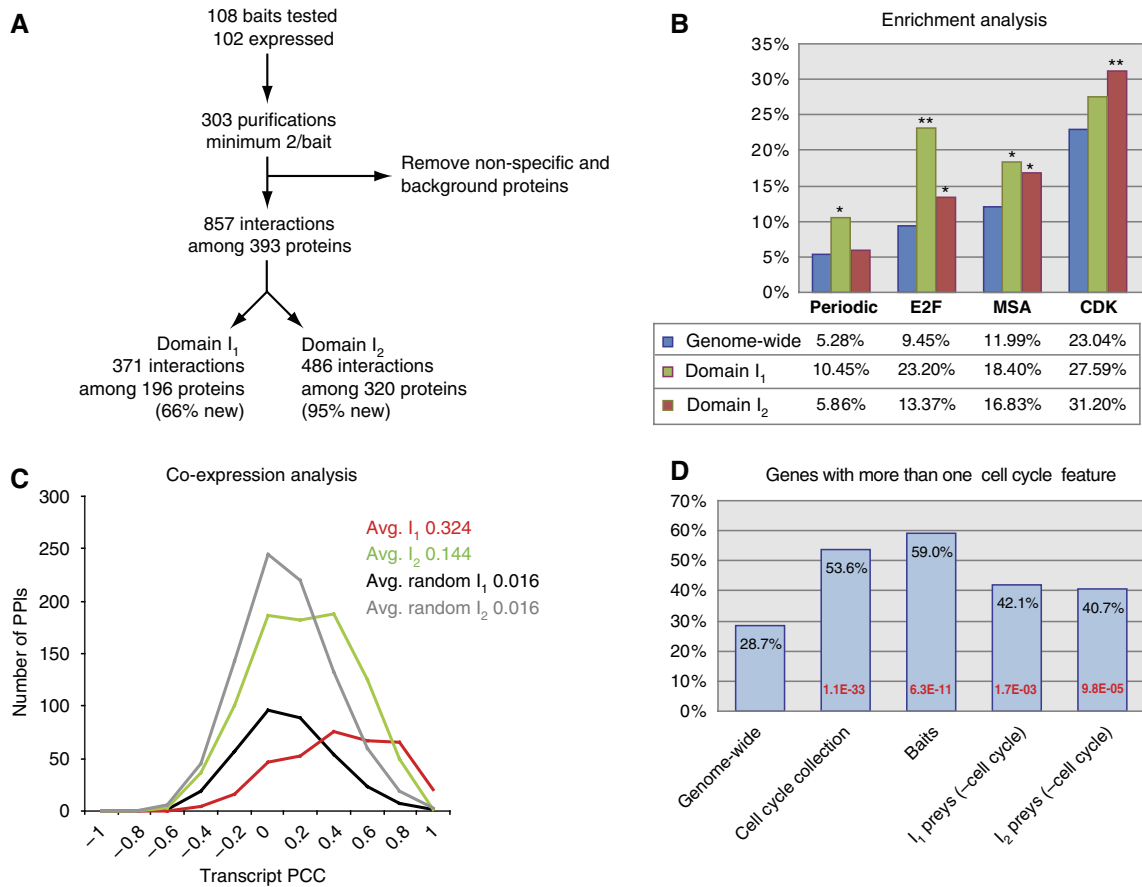 A
108 baits tested
102 expressed
303 purifications
minimum 2/bait
Remove non-specific and
background proteins
857 interactions
among 393 proteins
Domain I1
371 interactions
among 196 proteins
(66% new)
Domain I2
486 interactions
among 320 proteins
(95% new)
B
Enrichment analysis
35%
30%
25%
20%
15%
10%
5%
0%
*
**
*
*
*
**
Periodic E2F MSA CDK
Genome-wide 5.28% 9.45% 11.99% 23.04%
Domain I1 10.45% 23.20% 18.40% 27.59%
Domain I2 5.86% 13.37% 16.83% 31.20%
C
Co-expression analysis
300
250
200
150
100
50
0
Number of PPIs
Avg. I1 0.324
Avg. I2 0.144
Avg. random I1 0.016
Avg. random I2 0.016
−1 −0.8 −0.6 −0.4 −0.2 0 0.2 0.4 0.6 0.8 1
Transcript PCC
D
Genes with more than one cell cycle feature
70%
60%
50%
40%
30%
20%
10%
0%
28.7%
53.6%
59.0%
42.1%
40.7%
1.1E-33
6.3E-11
1.7E-03
9.8E-05
Genome-wide
Cell cycle collection
Baits
I1 preys (−cell cycle)
I2 preys (−cell cycle)